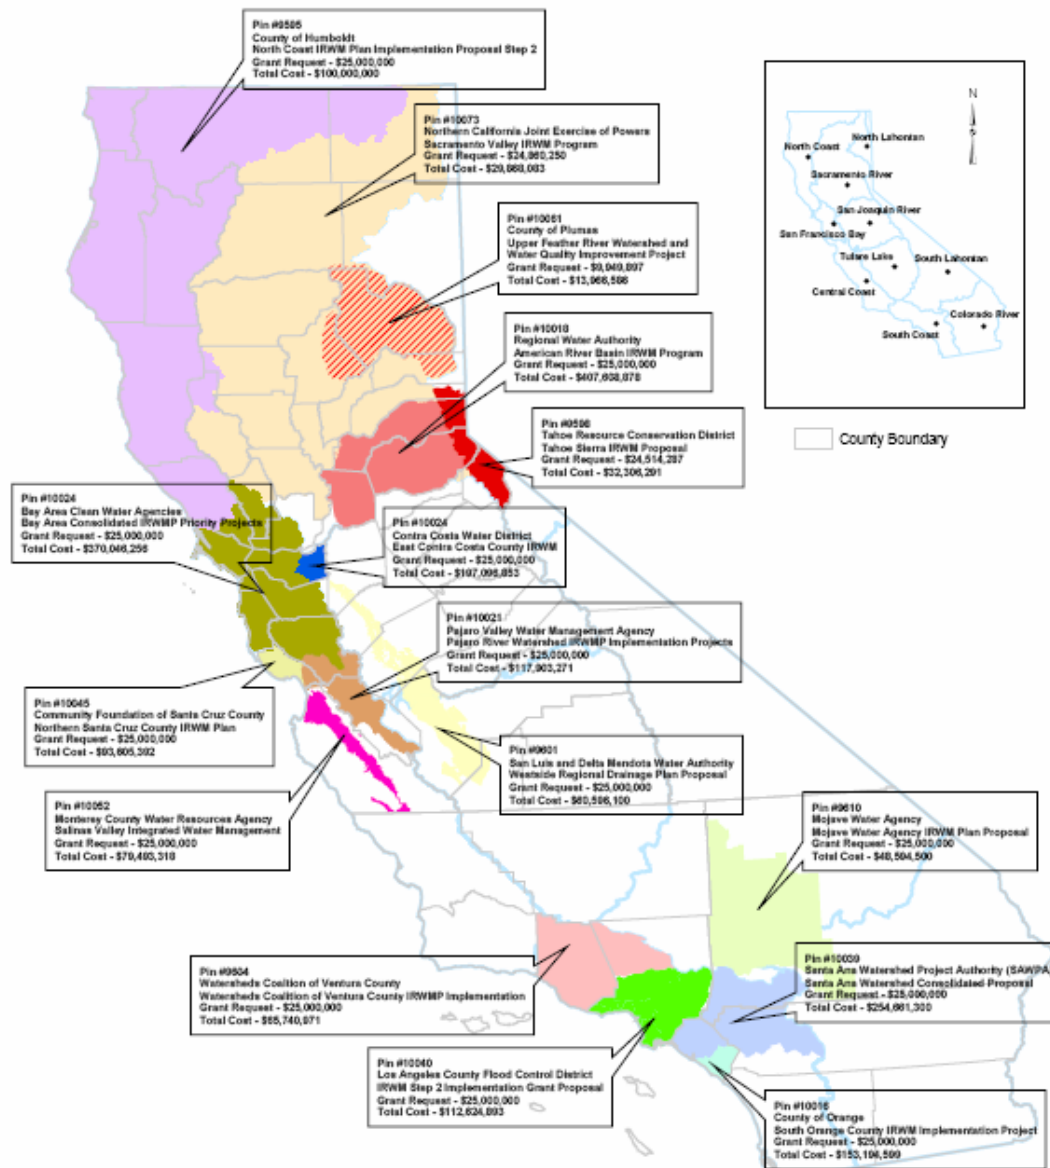 Pin #9595
County of Humboldt
North Coast IRWM Plan Implementation Proposal Step 2
Grant Request - $25,000,000
Total Cost - $100,000,000
Pin #10073
Northern California Joint Exercise of Powers
Sacramento Valley IRWM Program
Grant Request - $24,860,250
Total Cost - $29,868,083
Pin #10061
County of Plumas
Upper Feather River Watershed and
Water Quality Improvement Project
Grant Request - $9,949,897
Total Cost - $13,966,586
Pin #10018
Regional Water Authority
American River Basin IRWM Program
Grant Request - $25,000,000
Total Cost - $407,608,878
Pin #9598
Tahoe Resource Conservation District
Tahoe Sierra IRWM Proposal
Grant Request - $24,514,287
Total Cost - $32,306,291
Pin #10024
Bay Area Clean Water Agencies
Bay Area Consolidated IRWMP Priority Projects
Grant Request - $25,000,000
Total Cost - $370,046,256
Pin #10024
Contra Costa Water District
East Contra Costa County IRWM
Grant Request - $25,000,000
Total Cost - $197,096,853
Pin #10021
Pajaro Valley Water Management Agency
Pajaro River Watershed IRWMP Implementation Projects
Grant Request - $25,000,000
Total Cost - $117,903,271
Pin #10045
Community Foundation of Santa Cruz County
Northern Santa Cruz County IRWM Plan
Grant Request - $25,000,000
Total Cost - $93,605,392
Pin #9601
San Luis and Delta Mendota Water Authority
Westside Regional Drainage Plan Proposal
Grant Request - $25,000,000
Total Cost - $60,596,100
Pin #10052
Monterey County Water Resources Agency
Salinas Valley Integrated Water Management
Grant Request - $25,000,000
Total Cost - $79,493,318
Pin #9610
Mojave Water Agency
Mojave Water Agency IRWM Plan Proposal
Grant Request - $25,000,000
Total Cost - $48,594,500
Pin #9604
Watersheds Coalition of Ventura County
Watersheds Coalition of Ventura County IRWMP Implementation
Grant Request - $25,000,000
Total Cost - $65,740,971
Pin #10039
Santa Ana Watershed Project Authority (SAWPA
Santa Ana Watershed Consolidated Proposal
Grant Request - $25,000,000
Total Cost - $254,661,300
Pin #10040
Los Angeles County Flood Control District
IRWM Step 2 Implementation Grant Proposal
Grant Request - $25,000,000
Total Cost - $112,624,893
Pin #10016
County of Orange
South Orange County IRWM Implementation Project
Grant Request - $25,000,000
Total Cost - $153,194,599
N
North Coast
North Lahontan
Sacramento River
San Joaquin River
San Francisco Bay
Tulare Lake
South Lahontan
Central Coast
Colorado River
South Coast
County Boundary